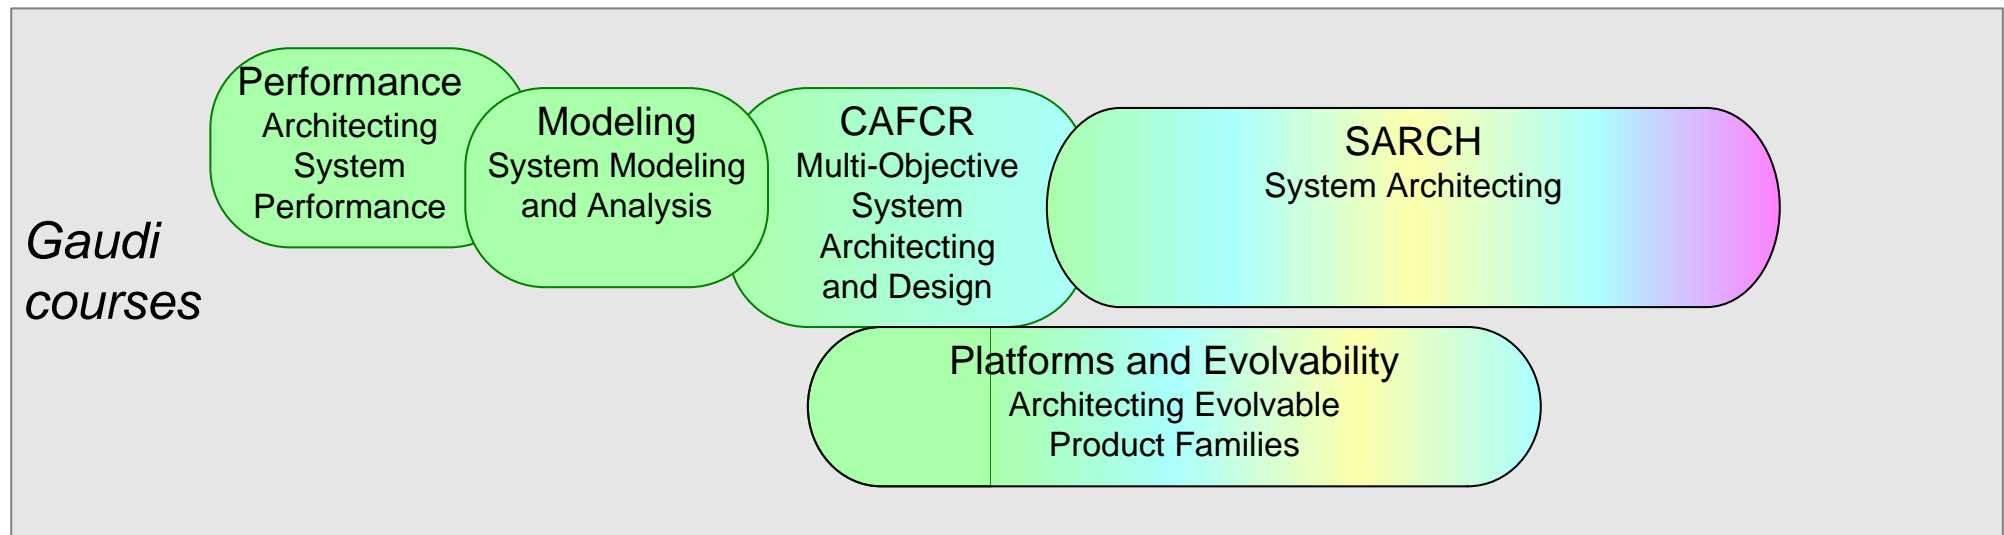 Gaudi
courses
Performance
Architecting
System
Performance
Modeling
System Modeling
and Analysis
CAFCR
Multi-Objective
System
Architecting
and Design
SARCH
System Architecting
Platforms and Evolvability
Architecting Evolvable
Product Families